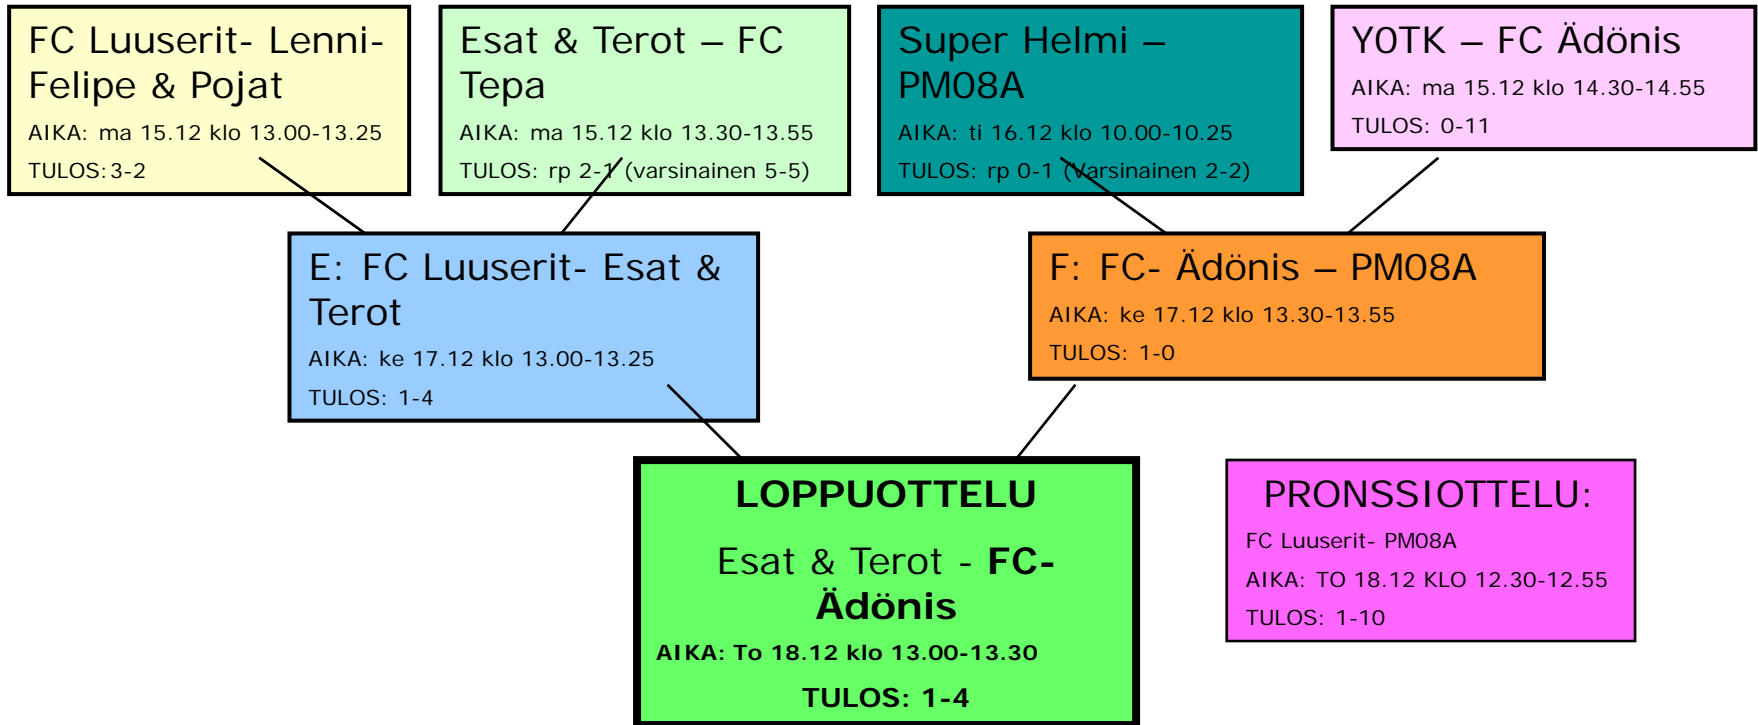 FC Luuserit- Lenni-
Felipe & Pojat
AIKA: ma 15.12 klo 13.00-13.25
TULOS:3-2
Esat & Terot – FC
Tepa
AIKA: ma 15.12 klo 13.30-13.55
TULOS: rp 2-1 (varsinainen 5-5)
Super Helmi –
PM08A
AIKA: ti 16.12 klo 10.00-10.25
TULOS: rp 0-1 (Varsinainen 2-2)
Y0TK – FC Ädönis
AIKA: ma 15.12 klo 14.30-14.55
TULOS: 0-11
E: FC Luuserit- Esat &
Terot
AIKA: ke 17.12 klo 13.00-13.25
TULOS: 1-4
F: FC- Ädönis – PM08A
AIKA: ke 17.12 klo 13.30-13.55
TULOS: 1-0
LOPPUOTTELU
Esat & Terot - FC-
Ädönis
AIKA: To 18.12 klo 13.00-13.30
TULOS: 1-4
PRONSSIOTTELU:
FC Luuserit- PM08A
AIKA: TO 18.12 KLO 12.30-12.55
TULOS: 1-10